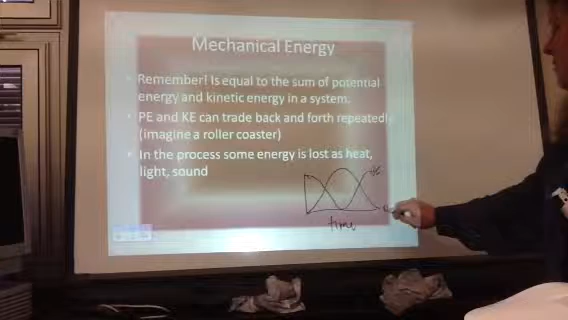 Mechanical Energy
Remember! Is equal to the sum of potential
energy and kinetic energy in a system.
PE and KE can trade back and forth repeatedly
(imagine a roller coaster)
In the process some energy is lost as heat,
light, sound
time